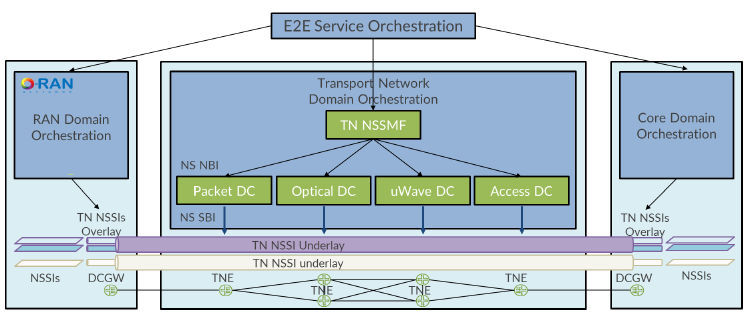 E2E Service Orchestration
O-RAN
ALLIANCE
RAN Domain
Orchestration
Transport Network
Domain Orchestration
TN NSSMF
Core Domain
Orchestration
NS NBI
Packet DC
Optical DC
uWave DC
Access DC
NS SBI
TN NSSIs
Overlay
TN NSSIs
Overlay
TN NSSI Underlay
TN NSSI underlay
NSSIs
DCGW
TNE
TNE
TNE
TNE
DCGW
NSSIs